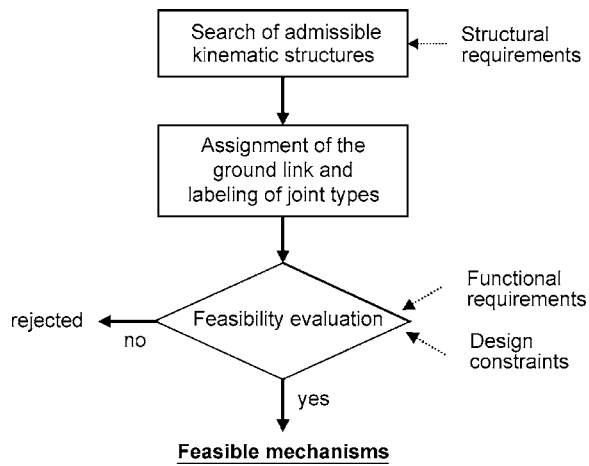 Search of admissible
kinematic structures
Structural
requirements
Assignment of the
ground link and
labeling of joint types
Functional
requirements
Feasibility evaluation
rejected
no
Design
constraints
yes
Feasible mechanisms